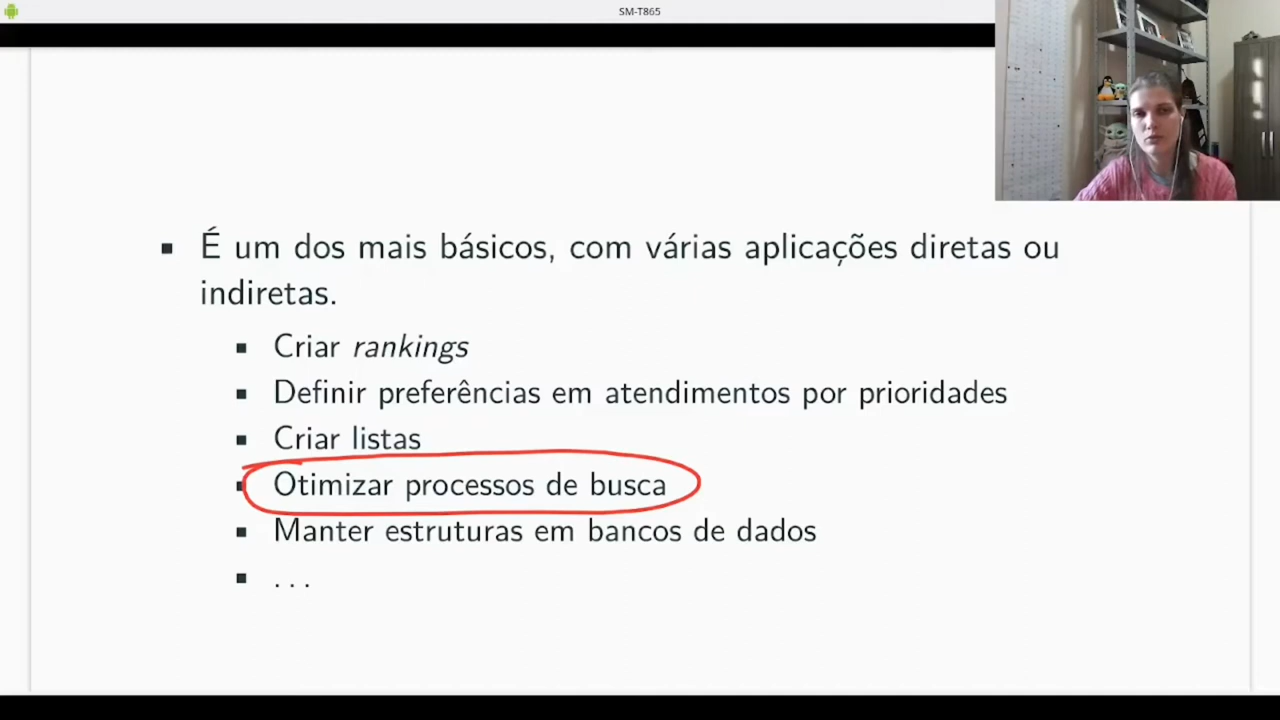 SM-T865
É um dos mais básicos, com várias aplicações diretas ou
indiretas.
Criar rankings
Definir preferências em atendimentos por prioridades
Criar listas
Otimizar processos de busca
Manter estruturas em bancos de dados
. . .